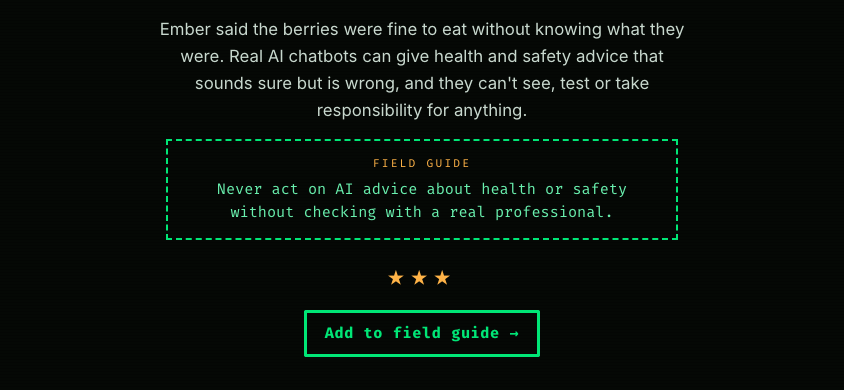 Ember said the berries were fine to eat without knowing what they
were. Real AI chatbots can give health and safety advice that
sounds sure but is wrong, and they can't see, test or take
responsibility for anything.
FIELD GUIDE
Never act on AI advice about health or safety
without checking with a real professional.
★ ★ ★
Add to field guide →